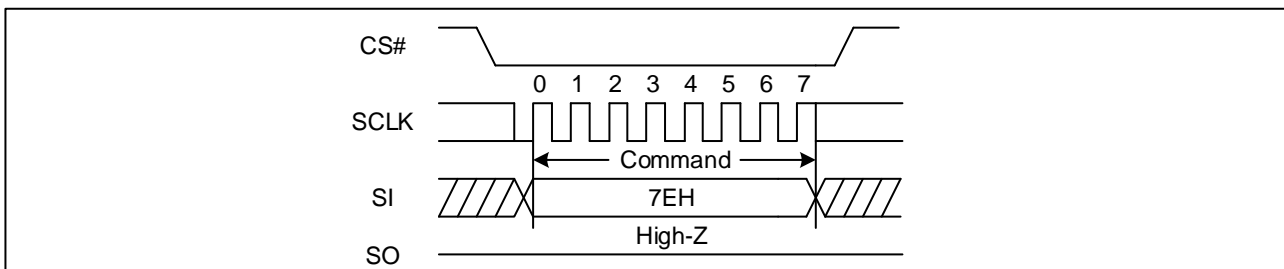 CS#
0 1 2 3 4 5 6 7
SCLK
Command
SI
7EH
High-Z
SO